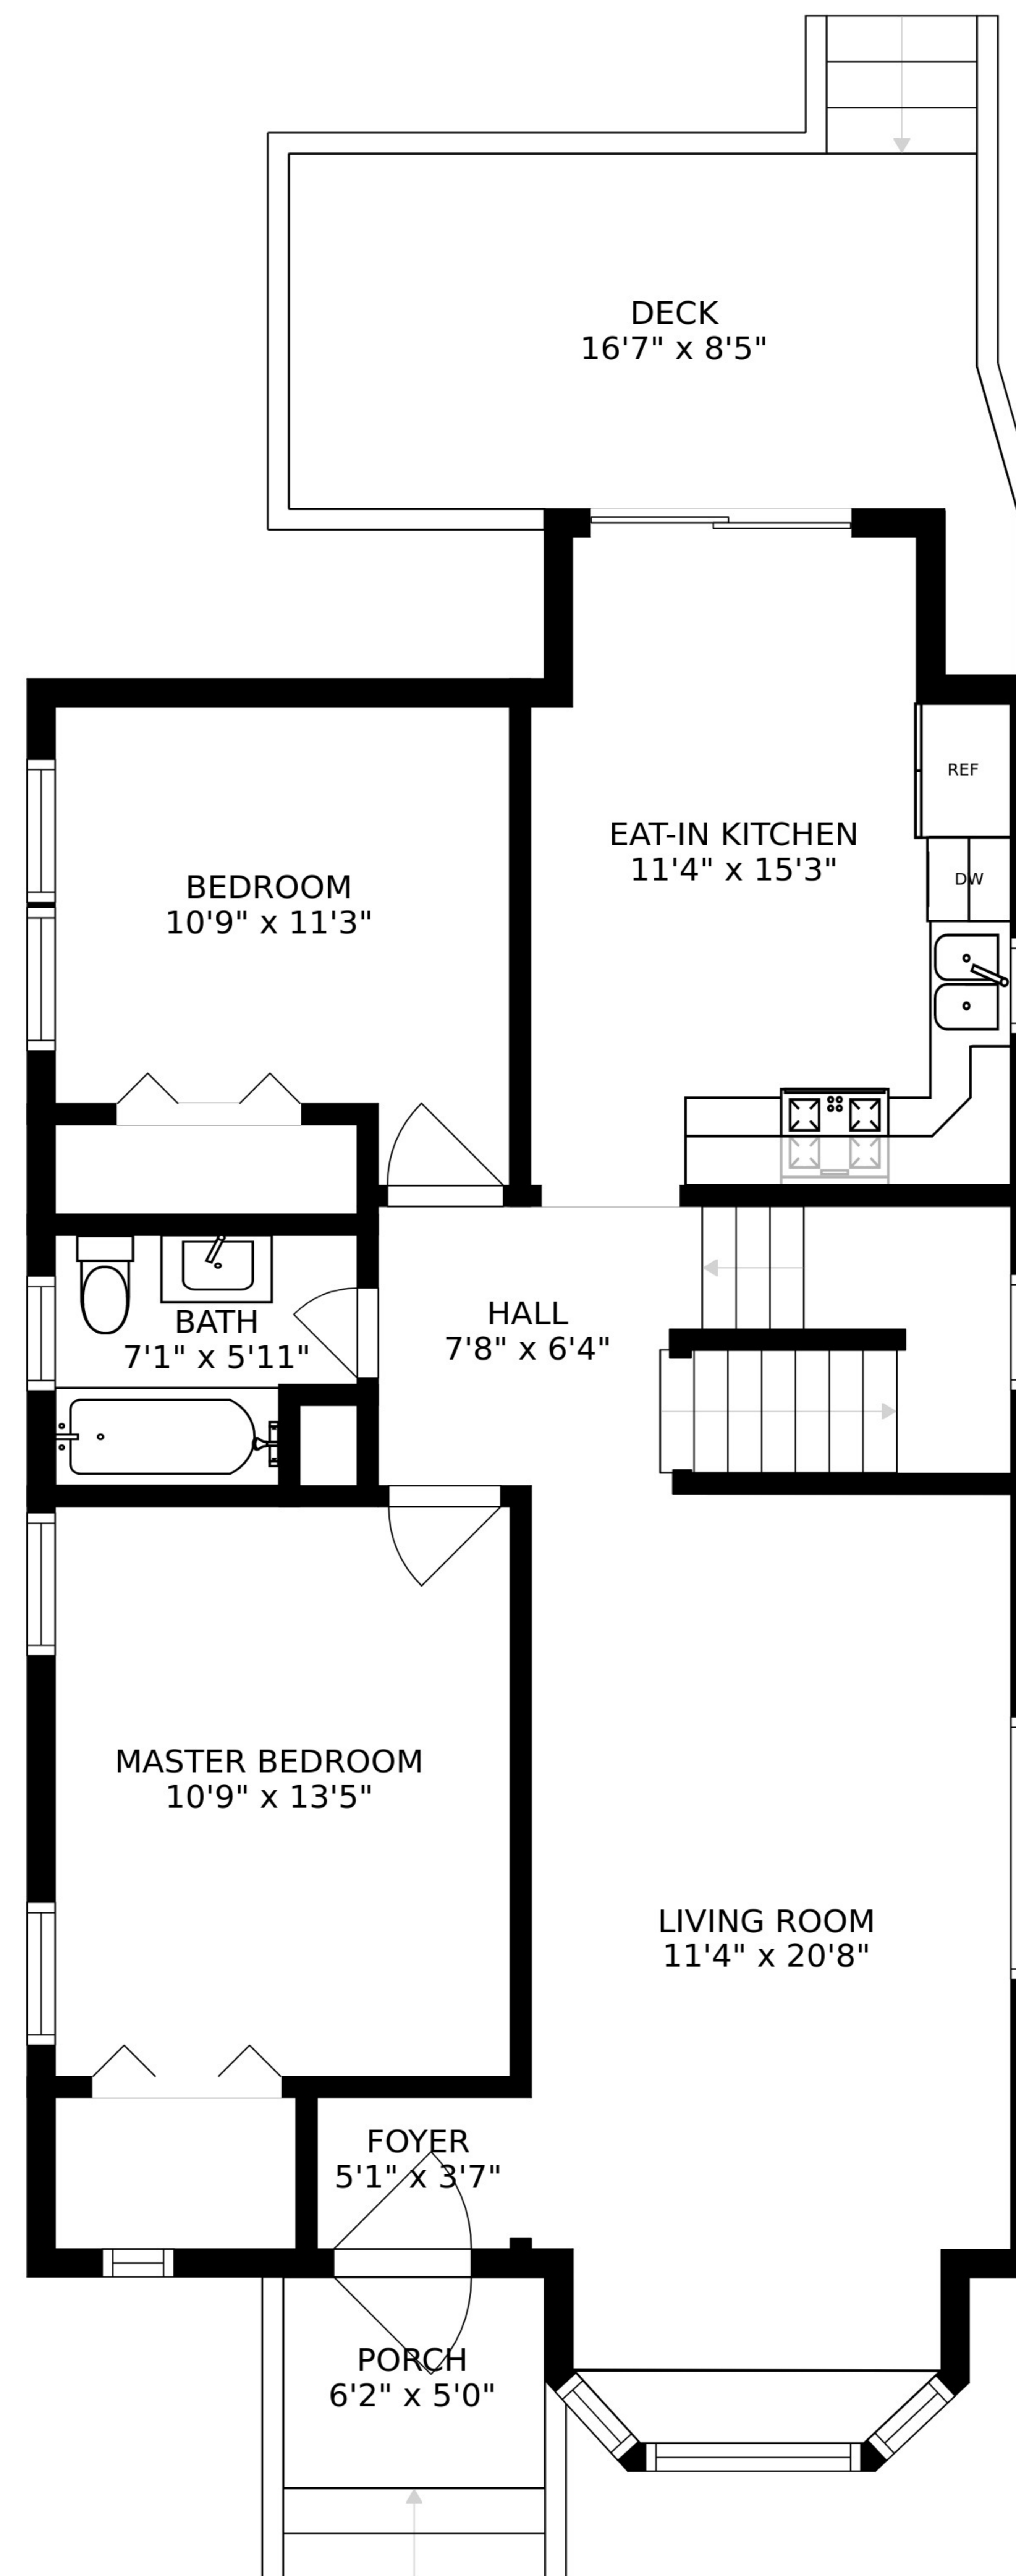 DECK
16'7" x 8'5"
EAT-IN KITCHEN
11'4" x 15'3"
REF
DW
BEDROOM
10'9" x 11'3"
BATH
7'1" x 5'11"
HALL
7'8" x 6'4"
MASTER BEDROOM
10'9" x 13'5"
LIVING ROOM
11'4" x 20'8"
FOYER
5'1" x 3'7"
PORCH
6'2" x 5'0"